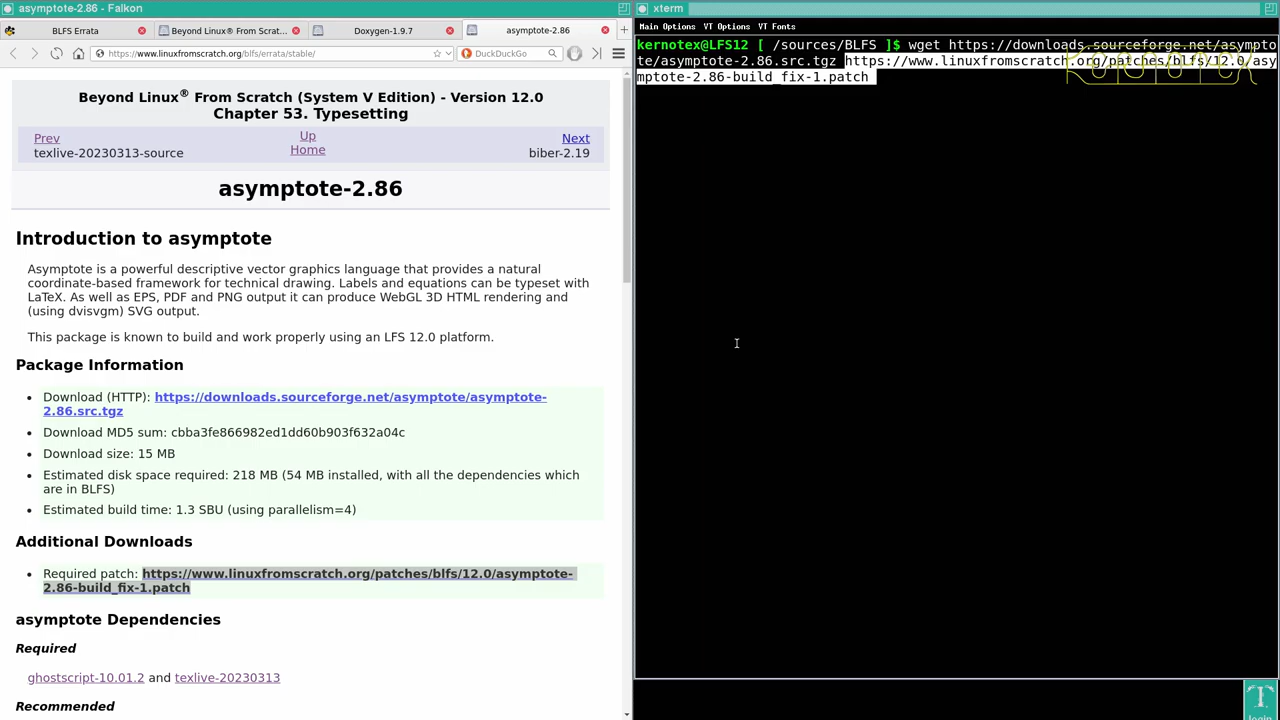 asymptote-2.86 - Falkon
BLFS Errata
Beyond Linux® From Scrat...
Doxygen-1.9.7
asymptote-2.86
https://www.linuxfromscratch.org/blfs/errata/stable/
DuckDuckGo
Beyond Linux® From Scratch (System V Edition) - Version 12.0
Chapter 53. Typesetting
Prev
Up
Next
texlive-20230313-source
Home
biber-2.19
asymptote-2.86
Introduction to asymptote
Asymptote is a powerful descriptive vector graphics language that provides a natural
coordinate-based framework for technical drawing. Labels and equations can be typeset with
LaTeX. As well as EPS, PDF and PNG output it can produce WebGL 3D HTML rendering and
(using dvisvgm) SVG output.
This package is known to build and work properly using an LFS 12.0 platform.
Package Information
• Download (HTTP): https://downloads.sourceforge.net/asymptote/asymptote-
2.86.src.tgz
• Download MD5 sum: cbba3fe866982ed1dd60b903f632a04c
• Download size: 15 MB
• Estimated disk space required: 218 MB (54 MB installed, with all the dependencies which
are in BLFS)
• Estimated build time: 1.3 SBU (using parallelism=4)
Additional Downloads
• Required patch: https://www.linuxfromscratch.org/patches/blfs/12.0/asymptote-
2.86-build_fix-1.patch
asymptote Dependencies
Required
ghostscript-10.01.2 and texlive-20230313
Recommended
xterm
Main Options VT Options VT Fonts
kernotex@LFS12 [ /sources/BLFS ]$ wget https://downloads.sourceforge.net/asympto
te/asymptote-2.86.src.tgz https://www.linuxfromscratch.org/patches/blfs/12.0/asy
mptote-2.86-build_fix-1.patch
T
login